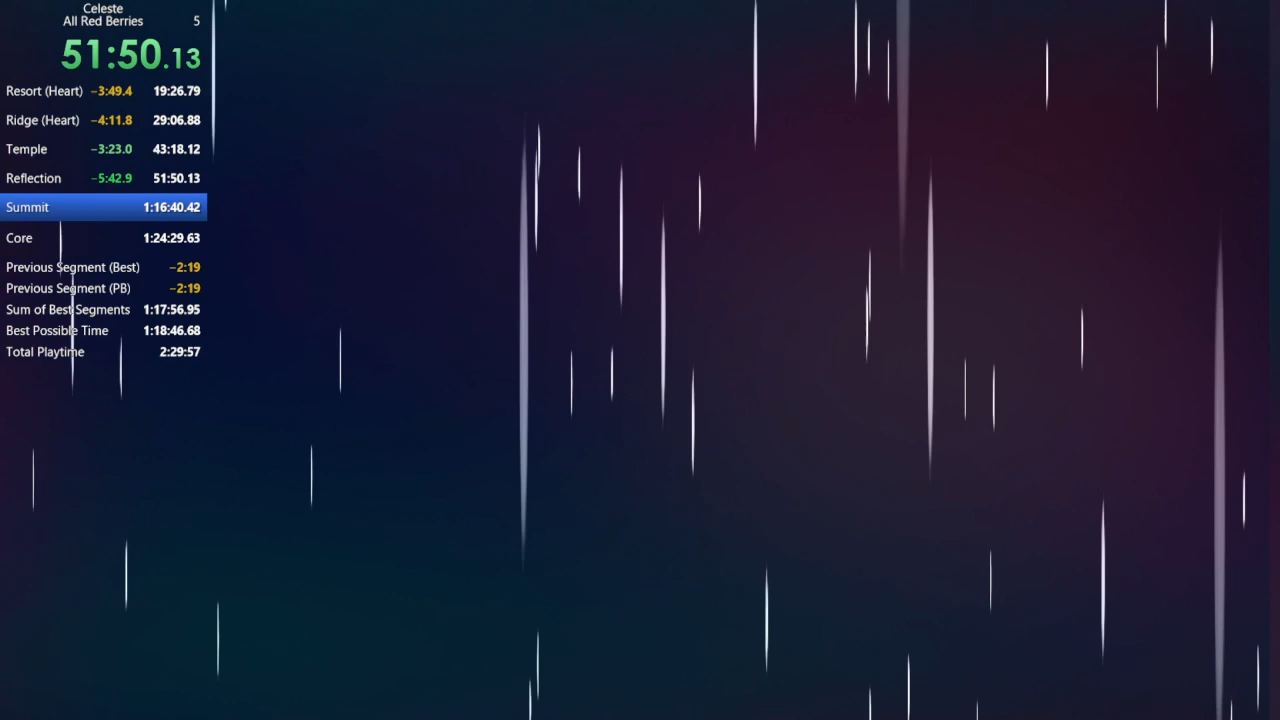 Celeste
All Red Berries 5
51:50.13
Resort (Heart) −3:49.4 19:26.79
Ridge (Heart) −4:11.8 29:06.88
Temple −3:23.0 43:18.12
Reflection −5:42.9 51:50.13
Summit 1:16:40.42
Core 1:24:29.63
Previous Segment (Best) −2:19
Previous Segment (PB) −2:19
Sum of Best Segments 1:17:56.95
Best Possible Time 1:18:46.68
Total Playtime 2:29:57